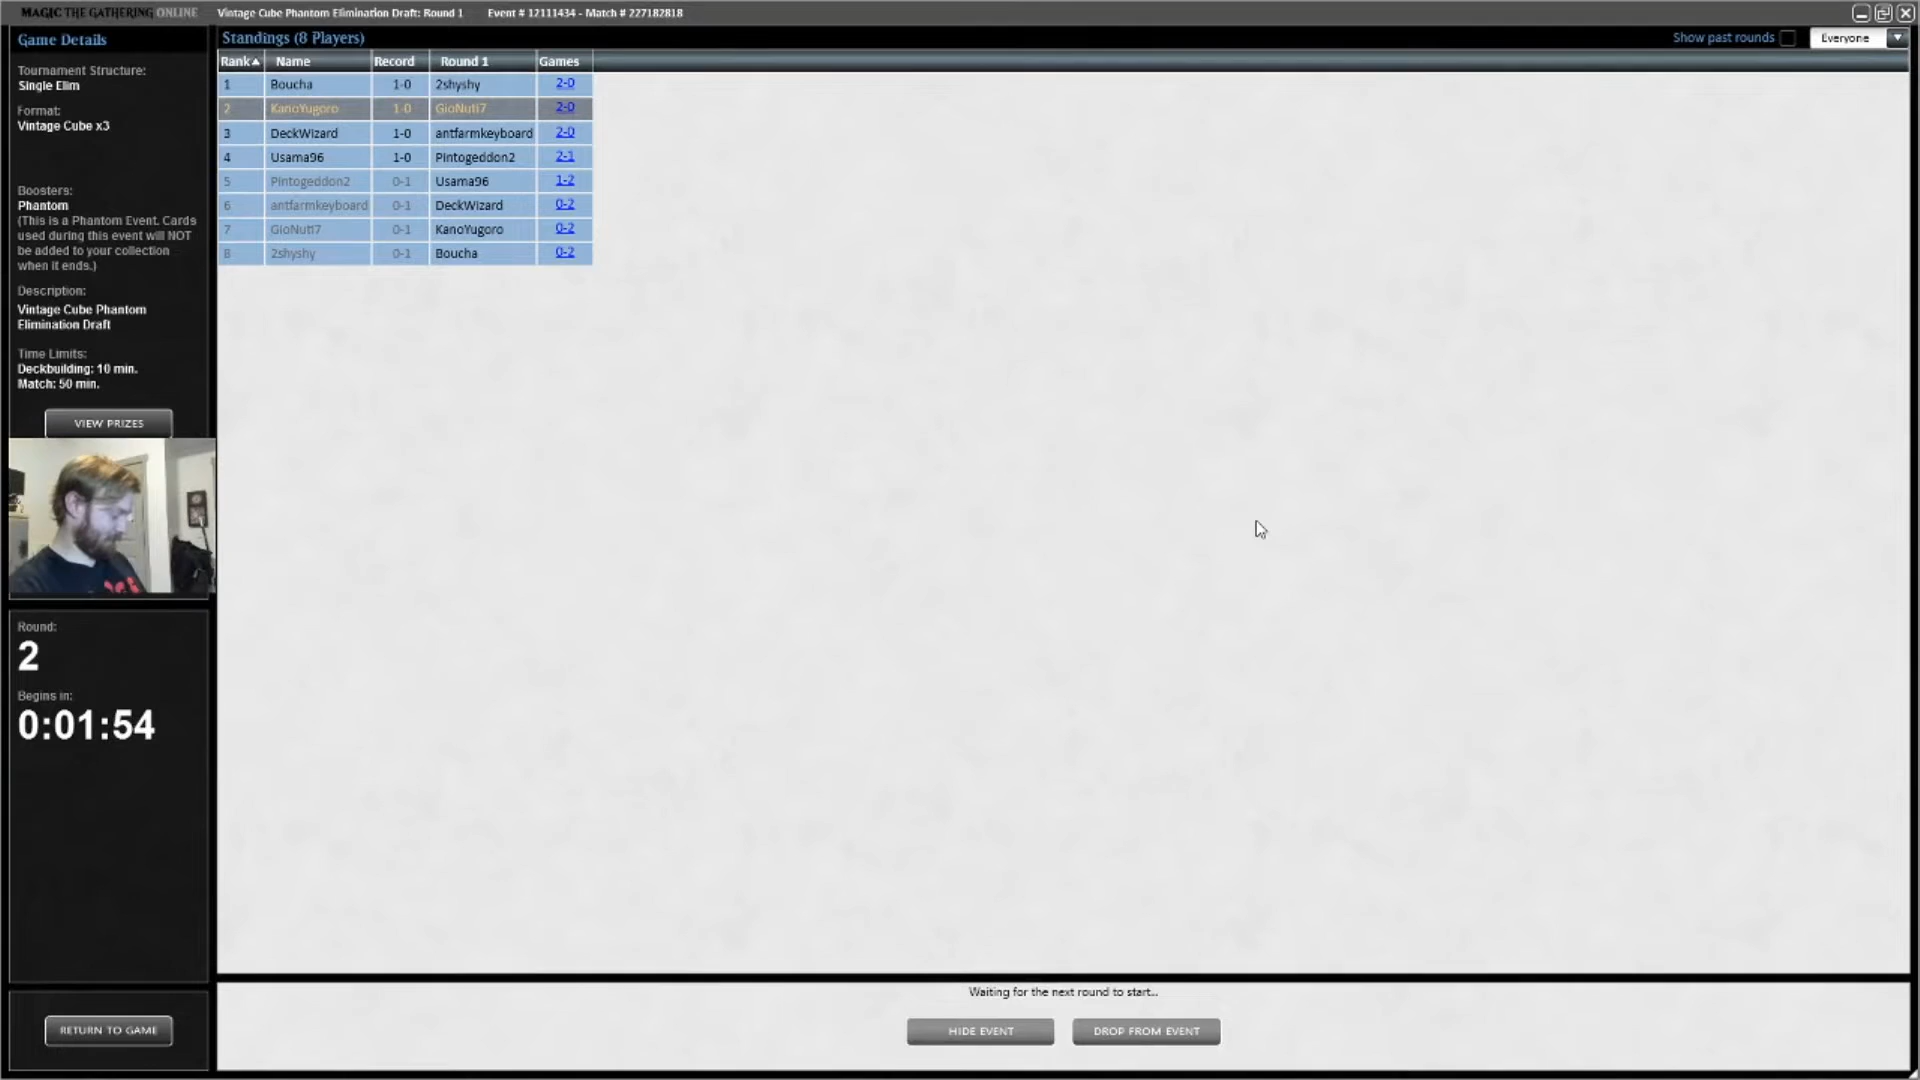 MAGIC THE GATHERING ONLINE Vintage Cube Phantom Elimination Draft: Round 1 Event # 12111434 - Match # 227182818
Game Details
Tournament Structure:
Single Elim
Format:
Vintage Cube x3
Boosters:
Phantom
(This is a Phantom Event. Cards
used during this event will NOT
be added to your collection
when it ends.)
Description:
Vintage Cube Phantom
Elimination Draft
Time Limits:
Deckbuilding: 10 min.
Match: 50 min.
VIEW PRIZES
Round:
2
Begins in:
0:01:54
RETURN TO GAME
Standings (8 Players) Show past rounds Everyone
Rank Name Record Round 1 Games
1 Boucha 1-0 2shyshy 2-0
2 KanoYugoro 1-0 GioNuti7 2-0
3 DeckWizard 1-0 antfarmkeyboard 2-0
4 Usama96 1-0 Pintogeddon2 2-1
5 Pintogeddon2 0-1 Usama96 1-2
6 antfarmkeyboard 0-1 DeckWizard 0-2
7 GioNuti7 0-1 KanoYugoro 0-2
8 2shyshy 0-1 Boucha 0-2
Waiting for the next round to start..
HIDE EVENT DROP FROM EVENT